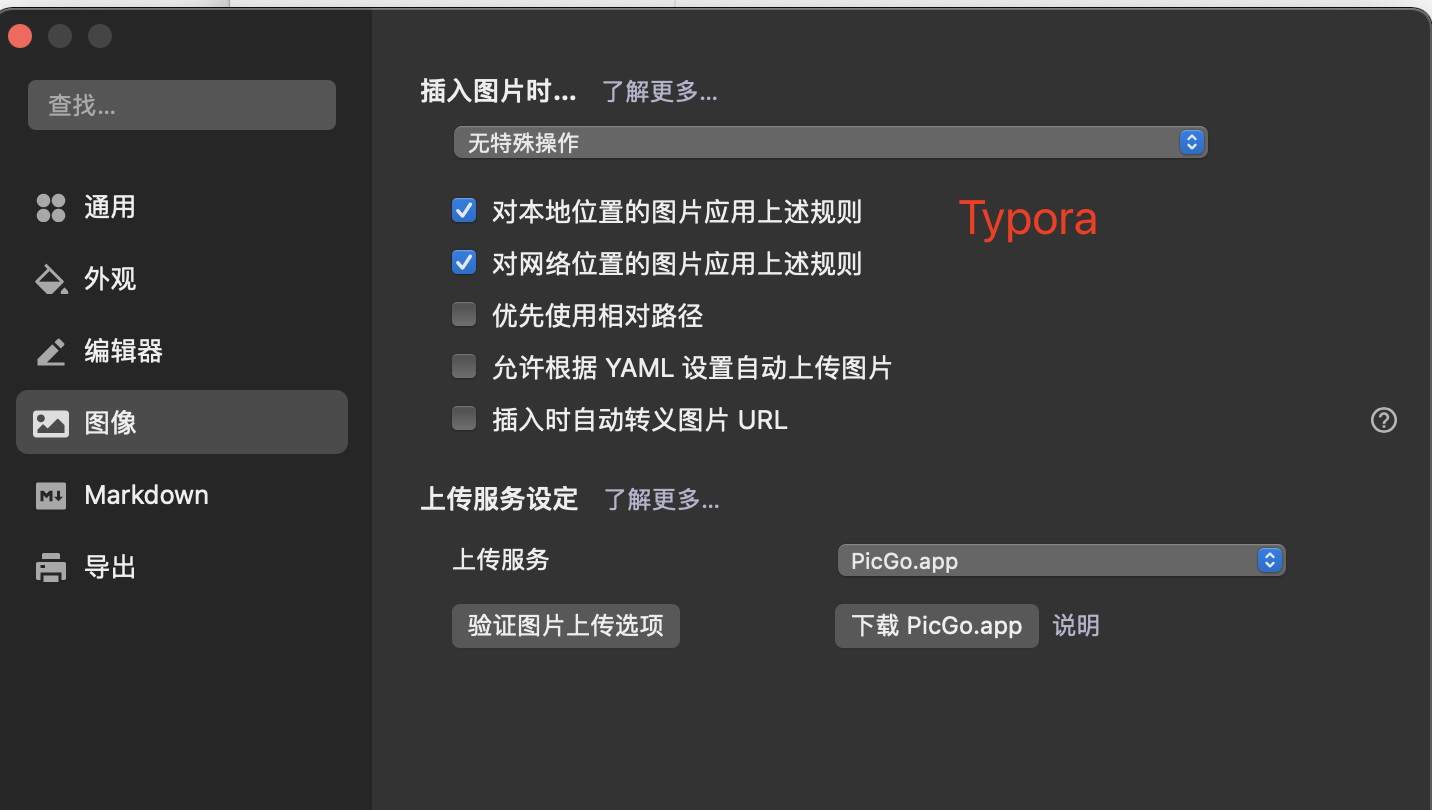 查找...
通用
外观
编辑器
图像
Markdown
导出
插入图片时... 了解更多...
无特殊操作
对本地位置的图片应用上述规则
Typora
对网络位置的图片应用上述规则
优先使用相对路径
允许根据 YAML 设置自动上传图片
插入时自动转义图片 URL
上传服务设定 了解更多...
上传服务 PicGo.app
验证图片上传选项 下载 PicGo.app 说明